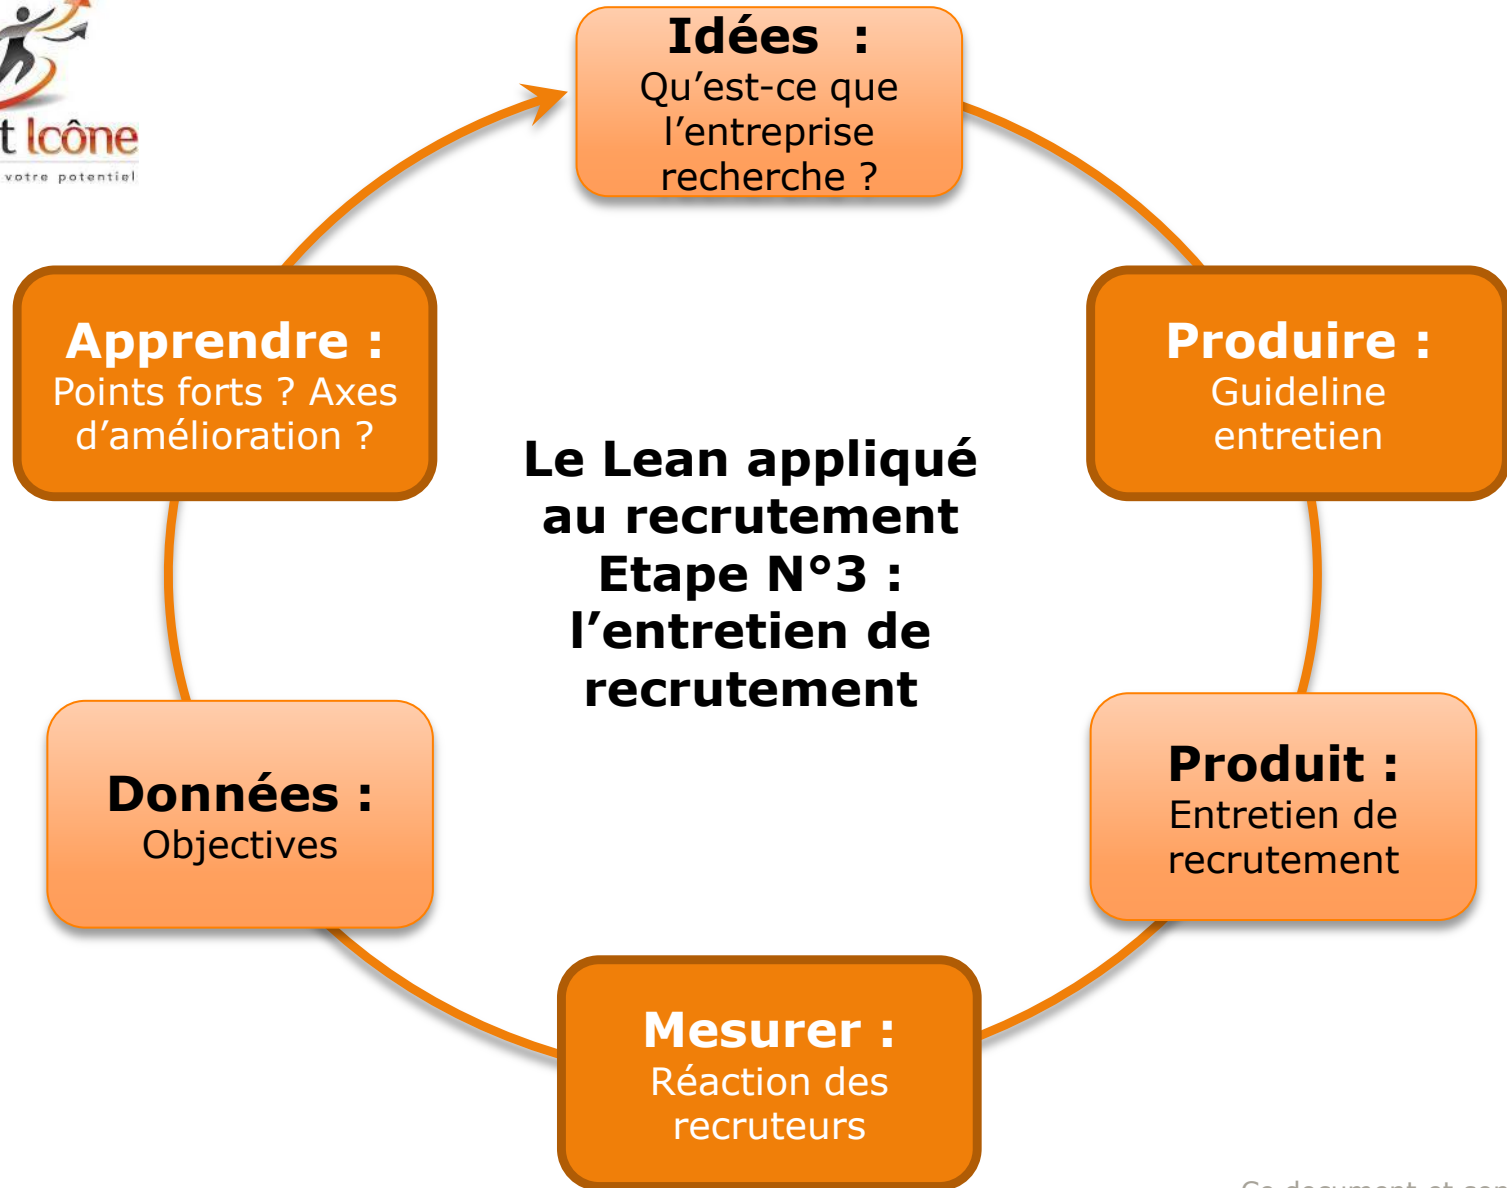 t Icône
votre potentiel
Idées :
Qu’est-ce que
l’entreprise
recherche ?
Produire :
Guideline
entretien
Produit :
Entretien de
recrutement
Mesurer :
Réaction des
recruteurs
Données :
Objectives
Apprendre :
Points forts ? Axes
d’amélioration ?
Le Lean appliqué
au recrutement
Etape N°3 :
l’entretien de
recrutement